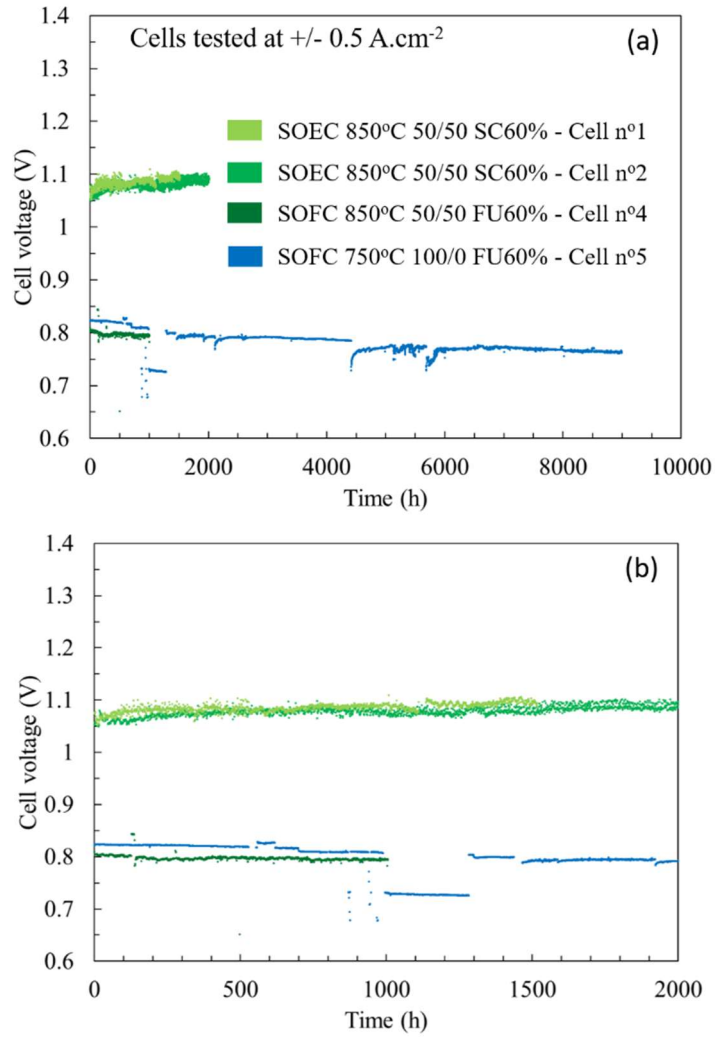 1.4
Cells tested at +/- 0.5 A.cm-2
(a)
1.3
1.2
SOEC 850ºC 50/50 SC60% - Cell nº1
SOEC 850ºC 50/50 SC60% - Cell nº2
SOFC 850ºC 50/50 FU60% - Cell nº4
SOFC 750ºC 100/0 FU60% - Cell nº5
1.1
1
0.9
0.8
0.7
0.6
Cell voltage (V)
0
2000
4000
6000
8000
10000
Time (h)
1.4
(b)
1.3
1.2
1.1
1
0.9
0.8
0.7
0.6
Cell voltage (V)
0
500
1000
1500
2000
Time (h)